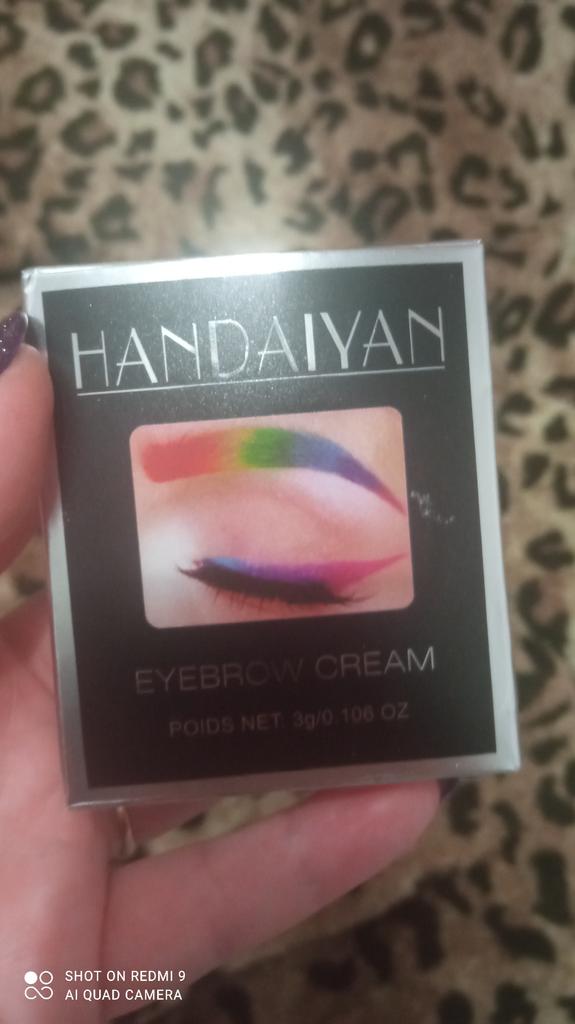 HANDAIYAN
EYEBROW CREAM
POIDS NET: 3g/0.106 OZ
SHOT ON REDMI 9
AI QUAD CAMERA